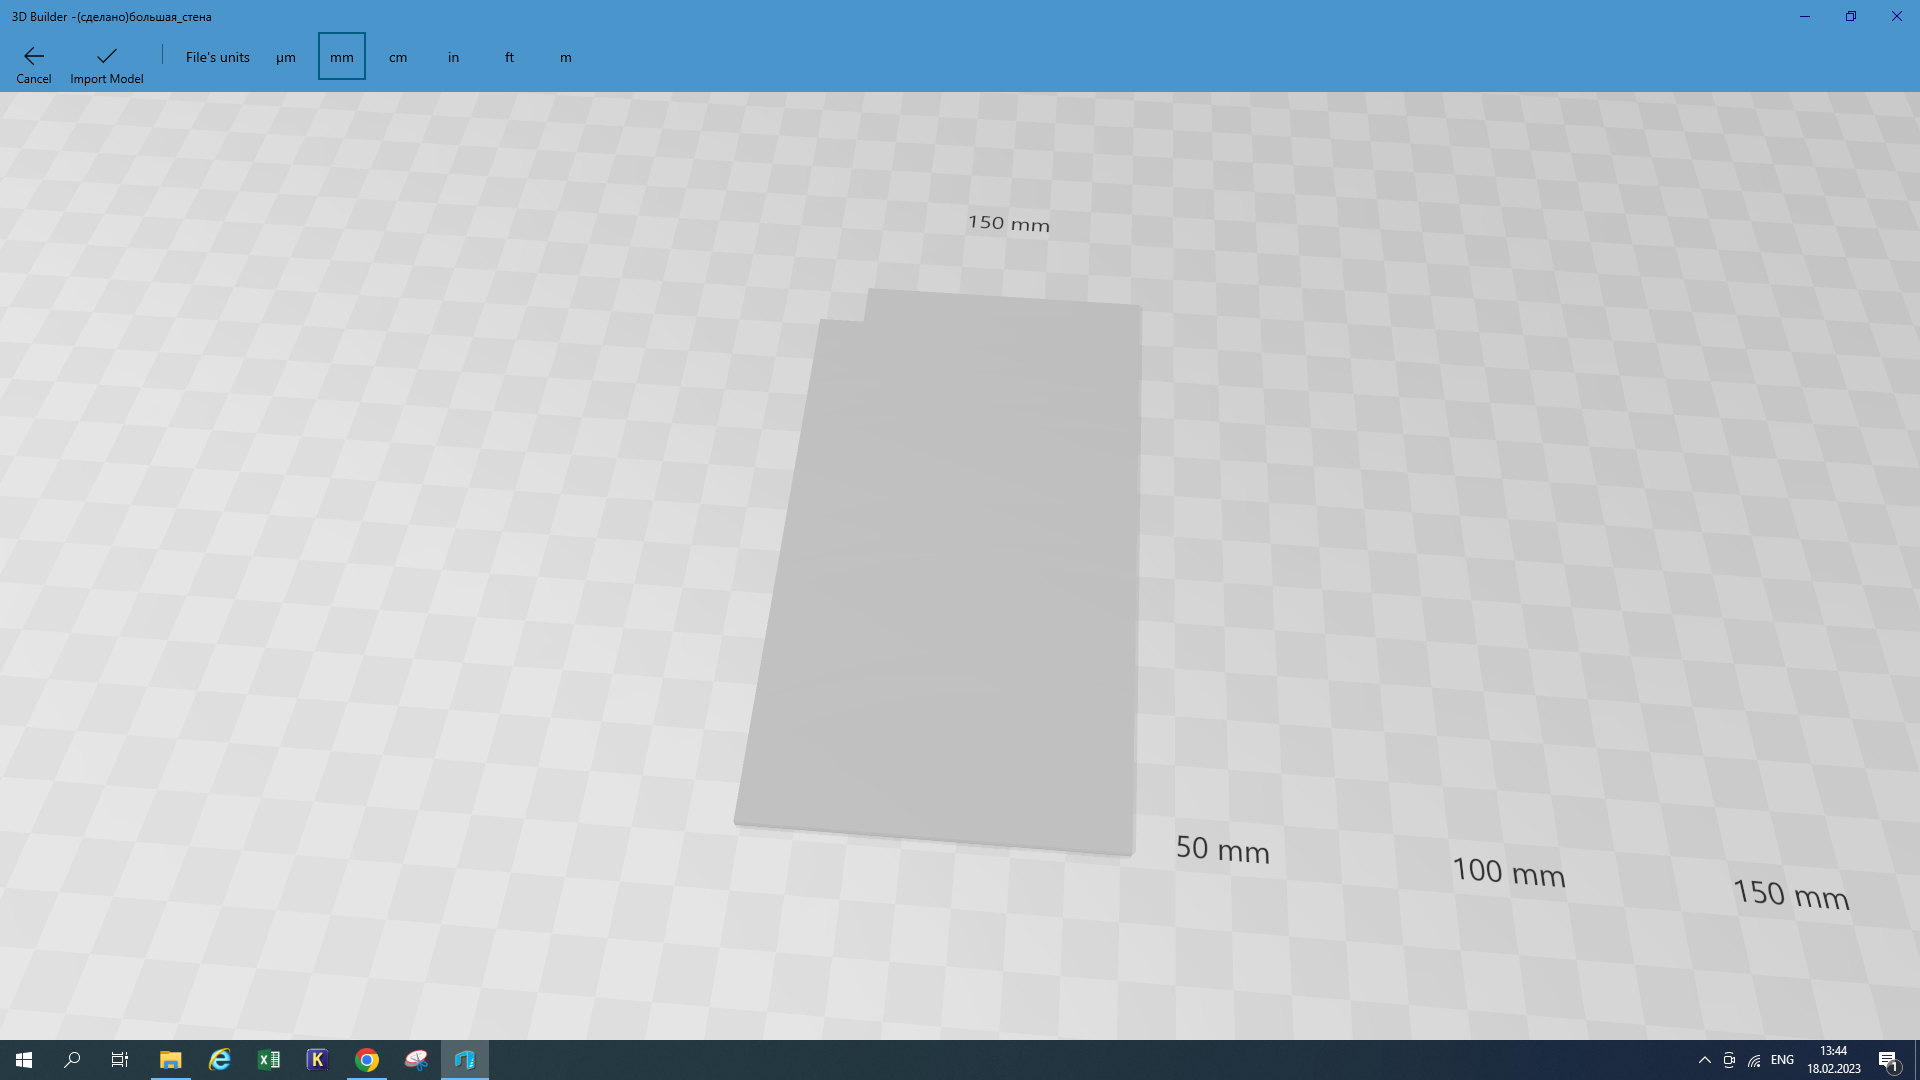 3D Builder -(сделано)большая_стена
Cancel
Import Model
File's units
µm
mm
cm
in
ft
m
150 mm
50 mm
100 mm
150 mm
K
ENG
13:44
18.02.2023
1